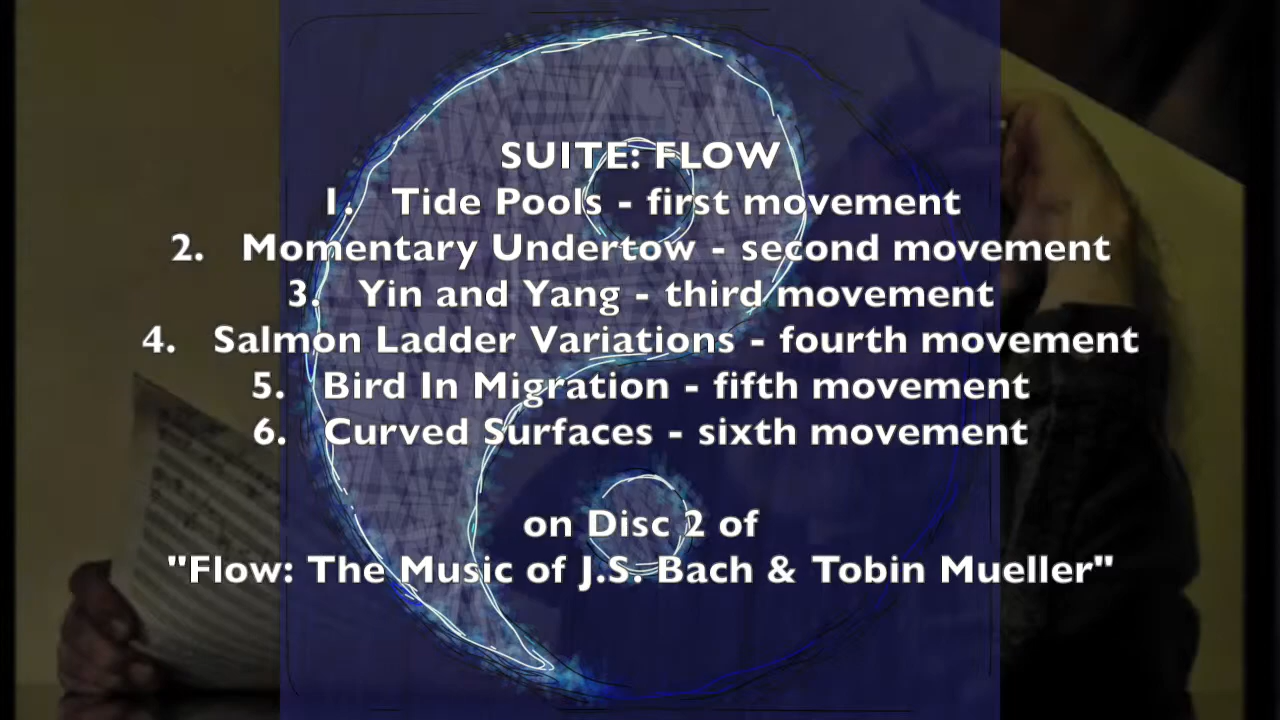 SUITE: FLOW
1. Tide Pools - first movement
2. Momentary Undertow - second movement
3. Yin and Yang - third movement
4. Salmon Ladder Variations - fourth movement
5. Bird In Migration - fifth movement
6. Curved Surfaces - sixth movement
on Disc 2 of
"Flow: The Music of J.S. Bach & Tobin Mueller"